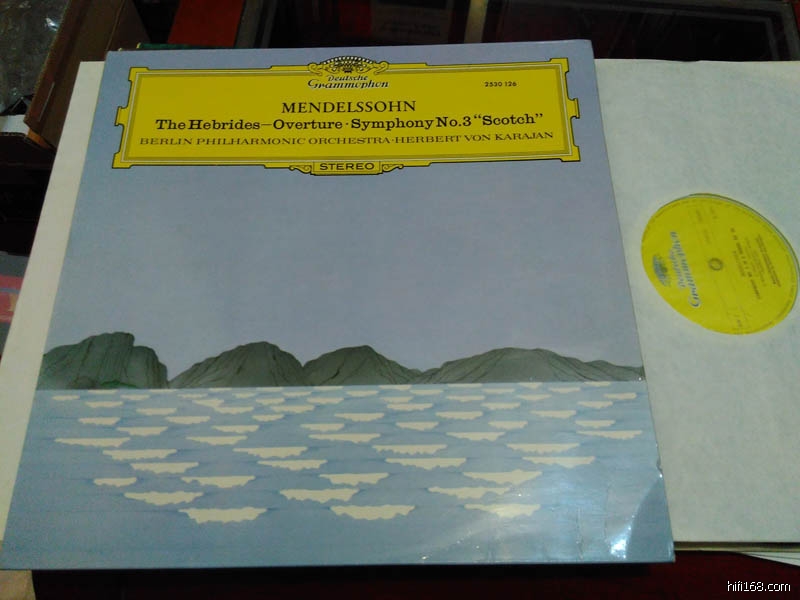 Deutsche
Grammophon
2530 126
MENDELSSOHN
The Hebrides—Overture · Symphony No.3 "Scotch"
BERLIN PHILHARMONIC ORCHESTRA · HERBERT VON KARAJAN
STEREO
Deutsche
Grammophon
hifi168.com